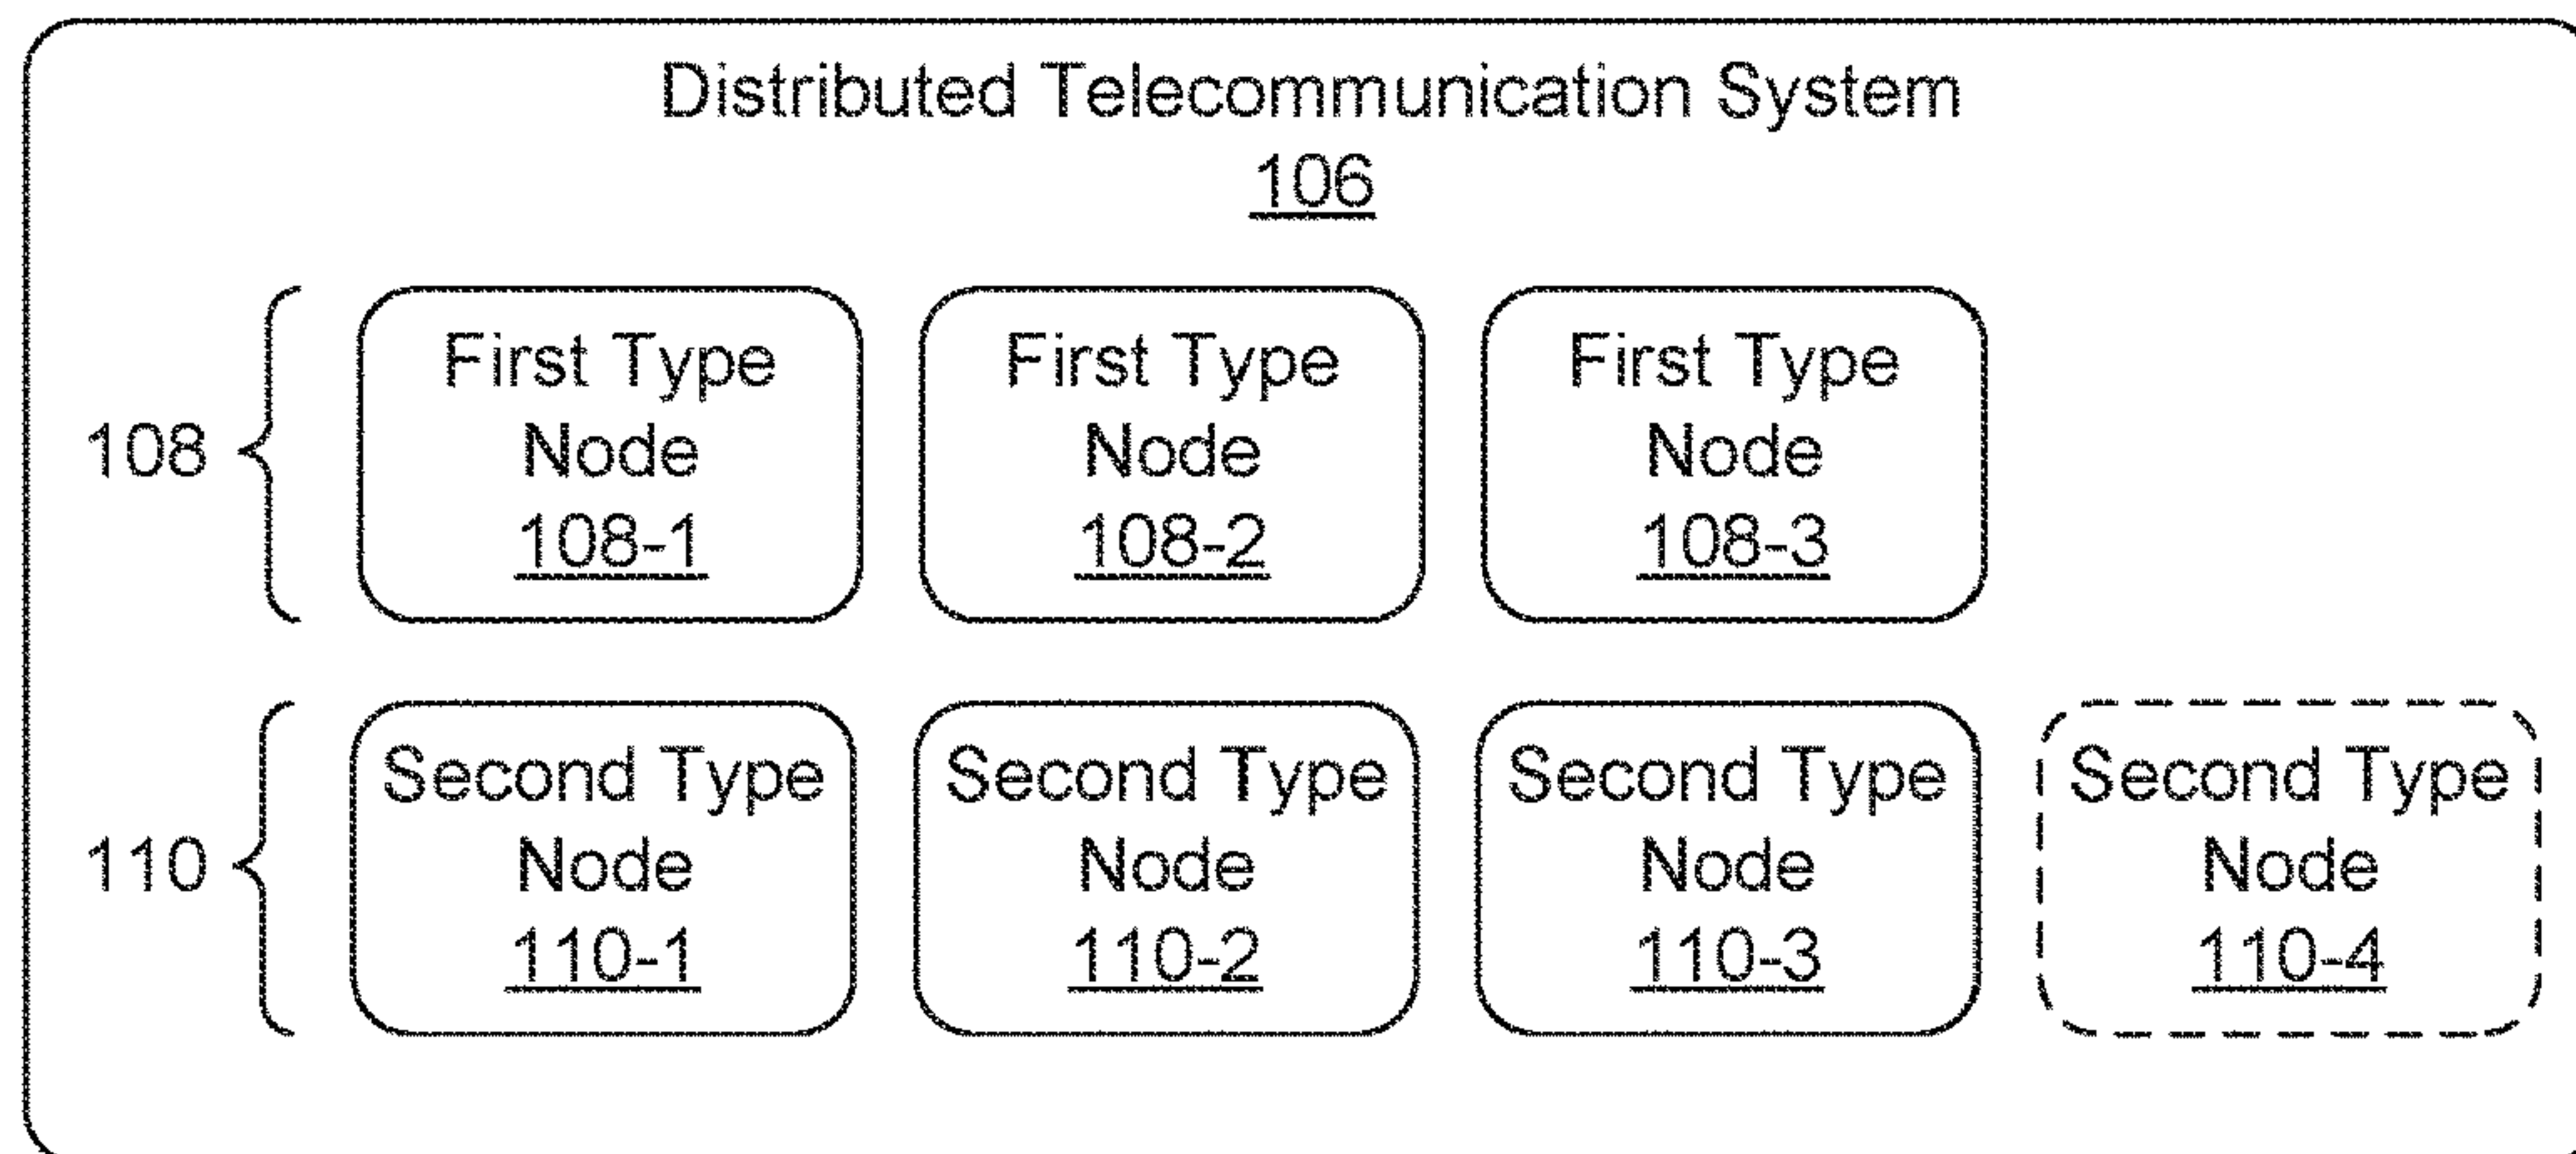 Distributed Telecommunication System
106
108
First Type
Node
108-1
First Type
Node
108-2
First Type
Node
108-3
110
Second Type
Node
110-1
Second Type
Node
110-2
Second Type
Node
110-3
Second Type
Node
110-4